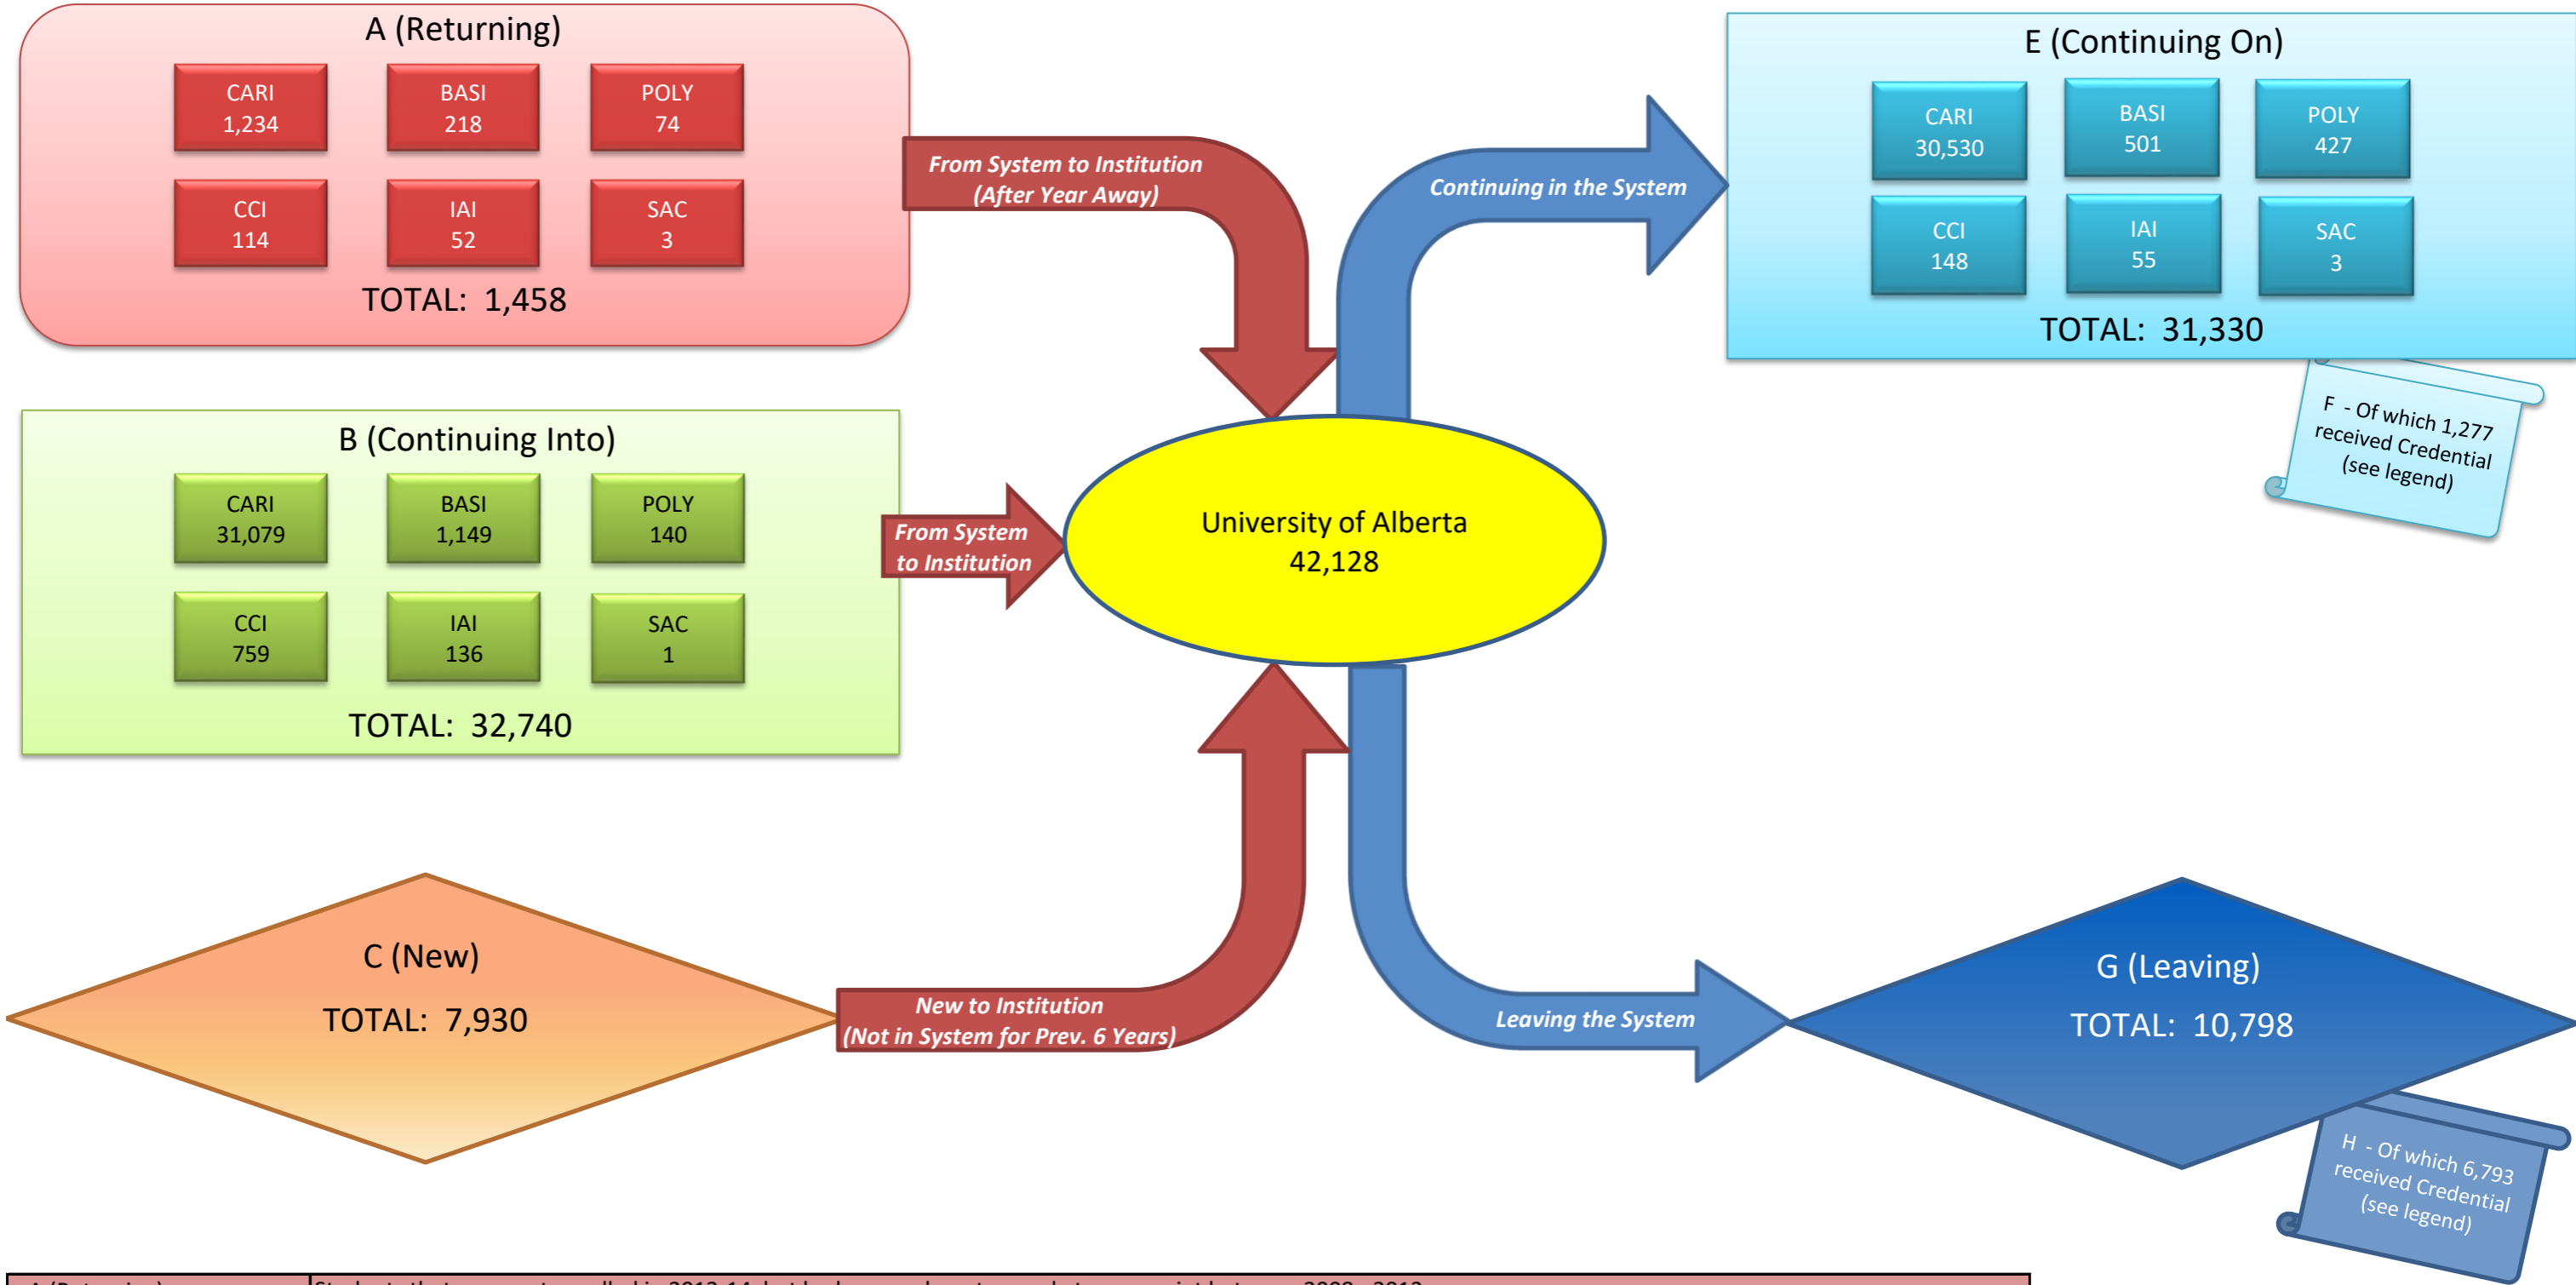 A (Returning)
CARI
1,234
BASI
218
POLY
74
CCI
114
IAI
52
SAC
3
TOTAL: 1,458
From System to Institution
(After Year Away)
Continuing in the System
E (Continuing On)
CARI
30,530
BASI
501
POLY
427
CCI
148
IAI
55
SAC
3
TOTAL: 31,330
F - Of which 1,277
received Credential
(see legend)
B (Continuing Into)
CARI
31,079
BASI
1,149
POLY
140
CCI
759
IAI
136
SAC
1
TOTAL: 32,740
From System
to Institution
University of Alberta
42,128
C (New)
TOTAL: 7,930
New to Institution
(Not in System for Prev. 6 Years)
Leaving the System
G (Leaving)
TOTAL: 10,798
H - Of which 6,793
received Credential
(see legend)
A (Returning)